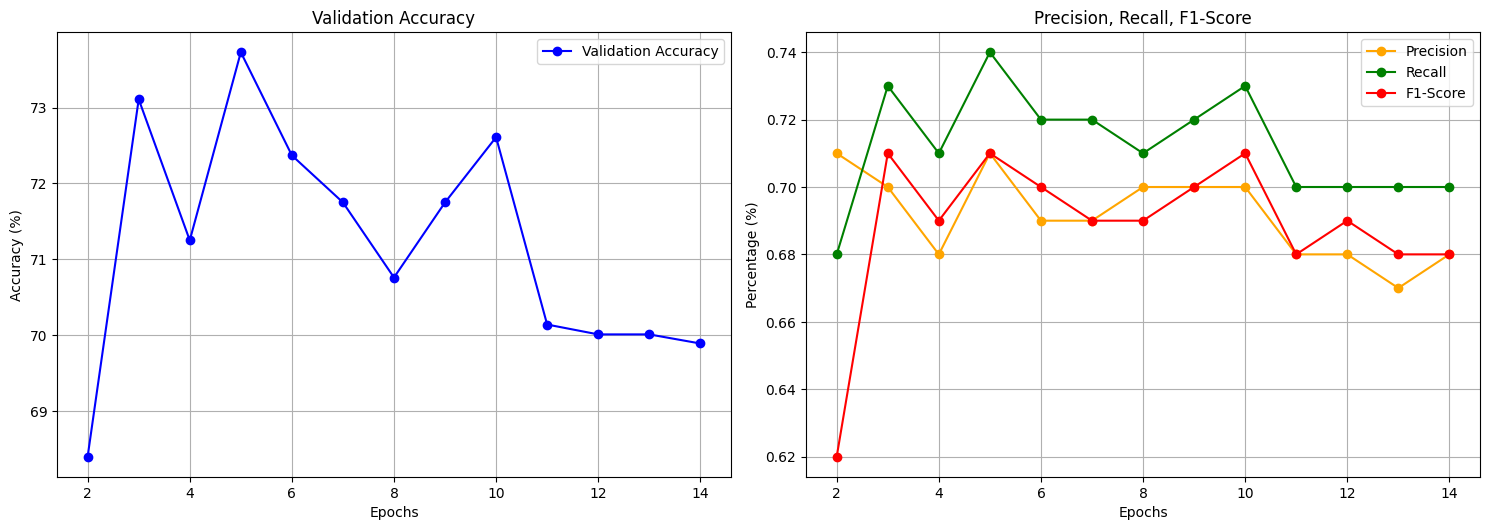 Validation Accuracy
Validation Accuracy
73
72
71
70
69
Accuracy (%)
2 4 6 8 10 12 14
Epochs
Precision, Recall, F1-Score
Precision
Recall
F1-Score
0.74
0.72
0.70
0.68
0.66
0.64
0.62
Percentage (%)
2 4 6 8 10 12 14
Epochs